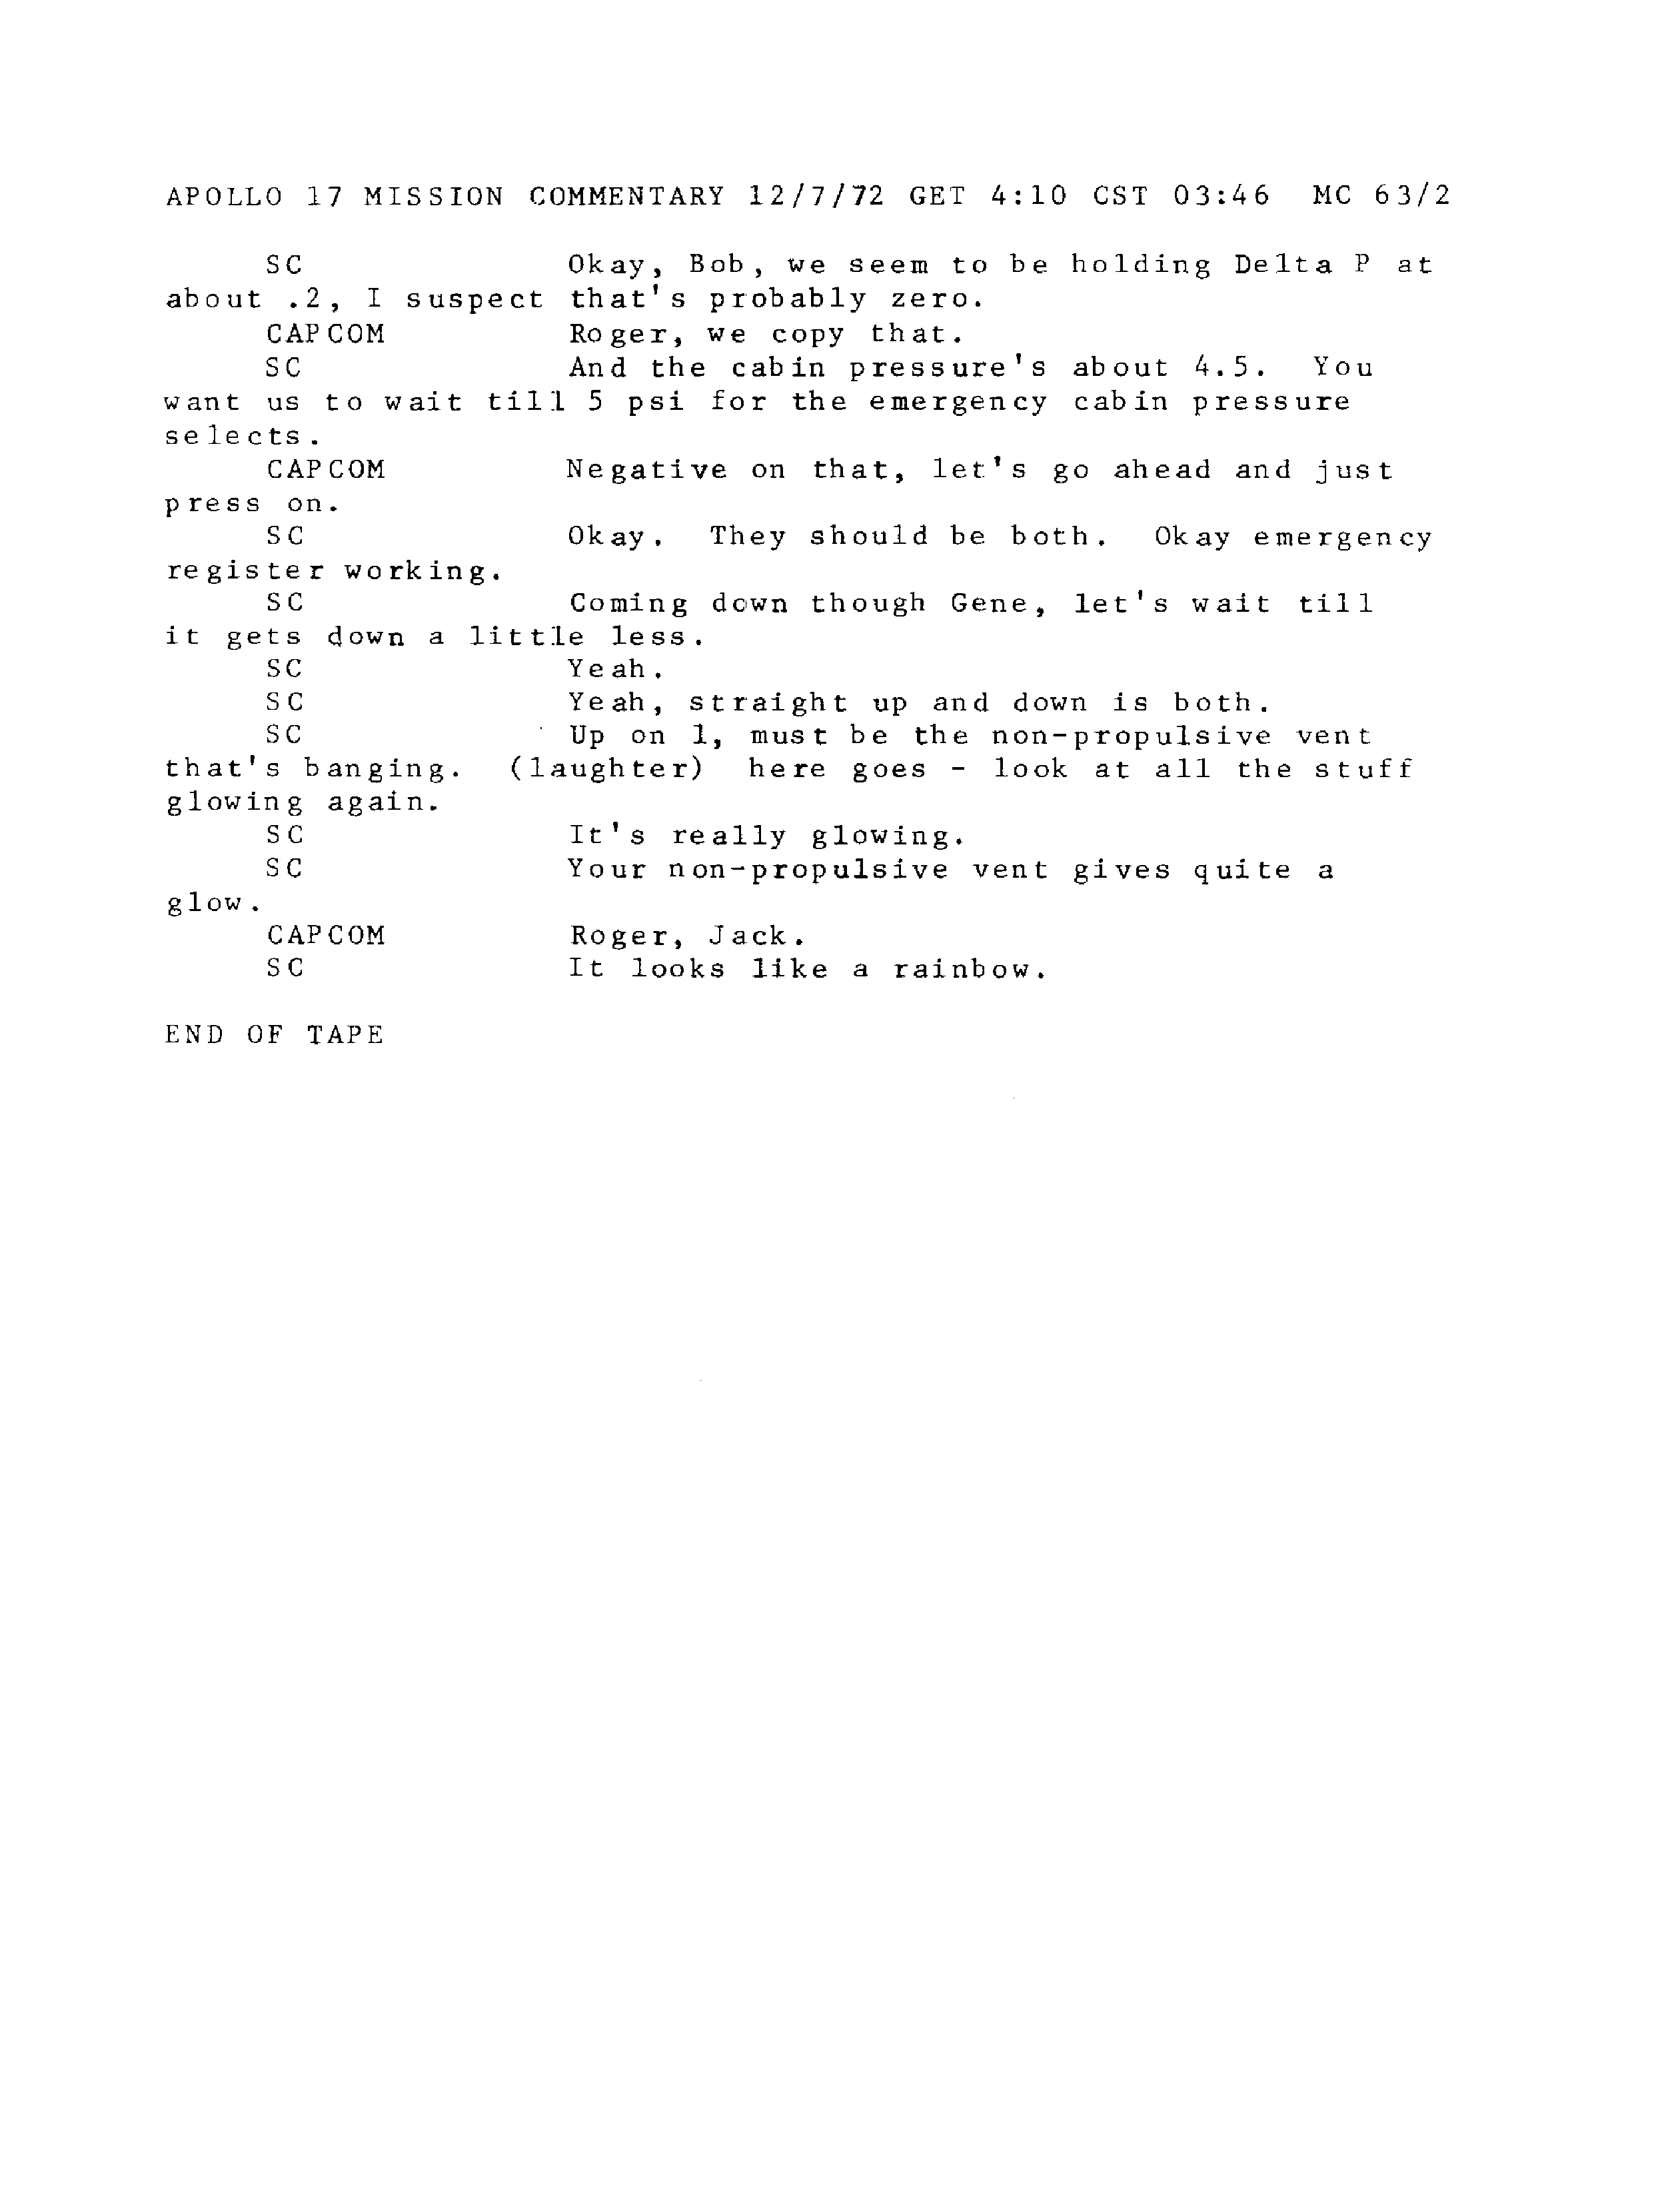 APOLLO 17 MISSION COMMENTARY 12/7/72 GET 4:10 CST 03:46 MC 63/2
SC Okay, Bob, we seem to be holding Delta P at
about .2, I suspect that's probably zero.
CAPCOM Roger, we copy that.
SC And the cabin pressure's about 4.5. You
want us to wait till 5 psi for the emergency cabin pressure
selects.
CAPCOM Negative on that, let's go ahead and just
press on.
SC Okay. They should be both. Okay emergency
register working.
SC Coming down though Gene, let's wait till
it gets down a little less.
SC Yeah.
SC Yeah, straight up and down is both.
SC Up on 1, must be the non-propulsive vent
that's banging. (laughter) here goes - look at all the stuff
glowing again.
SC It's really glowing.
SC Your non-propulsive vent gives quite a
glow.
CAPCOM Roger, Jack.
SC It looks like a rainbow.
END OF TAPE